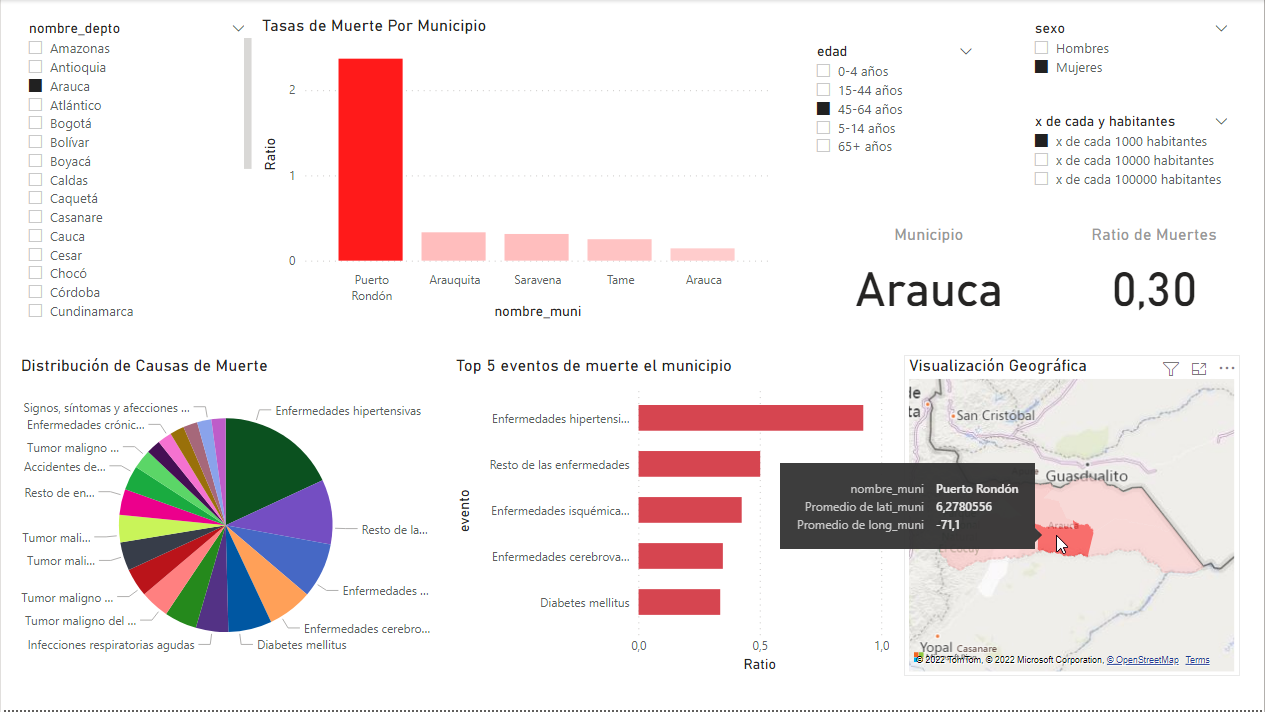 nombre_depto
Amazonas
Antioquia
Arauca
Atlántico
Bogotá
Bolívar
Boyacá
Caldas
Caquetá
Casanare
Cauca
Cesar
Chocó
Córdoba
Cundinamarca
Tasas de Muerte Por Municipio
Ratio
2
1
0
Puerto
Rondón
Arauquita
Saravena
Tame
Arauca
nombre_muni
edad
0-4 años
15-44 años
45-64 años
5-14 años
65+ años
sexo
Hombres
Mujeres
x de cada y habitantes
x de cada 1000 habitantes
x de cada 10000 habitantes
x de cada 100000 habitantes
Municipio
Arauca
Ratio de Muertes
0,30
Distribución de Causas de Muerte
Signos, síntomas y afecciones ...
Enfermedades crónic...
Tumor maligno ...
Accidentes de...
Resto de en...
Tumor mali...
Tumor mali...
Tumor maligno ...
Tumor maligno del ...
Infecciones respiratorias agudas
Enfermedades hipertensivas
Resto de la...
Enfermedades ...
Enfermedades cerebro...
Diabetes mellitus
Top 5 eventos de muerte el municipio
evento
Enfermedades hipertensi...
Resto de las enfermedades
Enfermedades isquémica...
Enfermedades cerebrova...
Diabetes mellitus
0,0
0,5
1,0
Ratio
Visualización Geográfica
de
ta
San Cristóbal
Guasdualito
Arauca
nombre_muni Puerto Rondón
Promedio de lati_muni 6,2780556
Promedio de long_muni -71,1
Yopal
Casanare
© 2022 TomTom, © 2022 Microsoft Corporation, © OpenStreetMap Terms